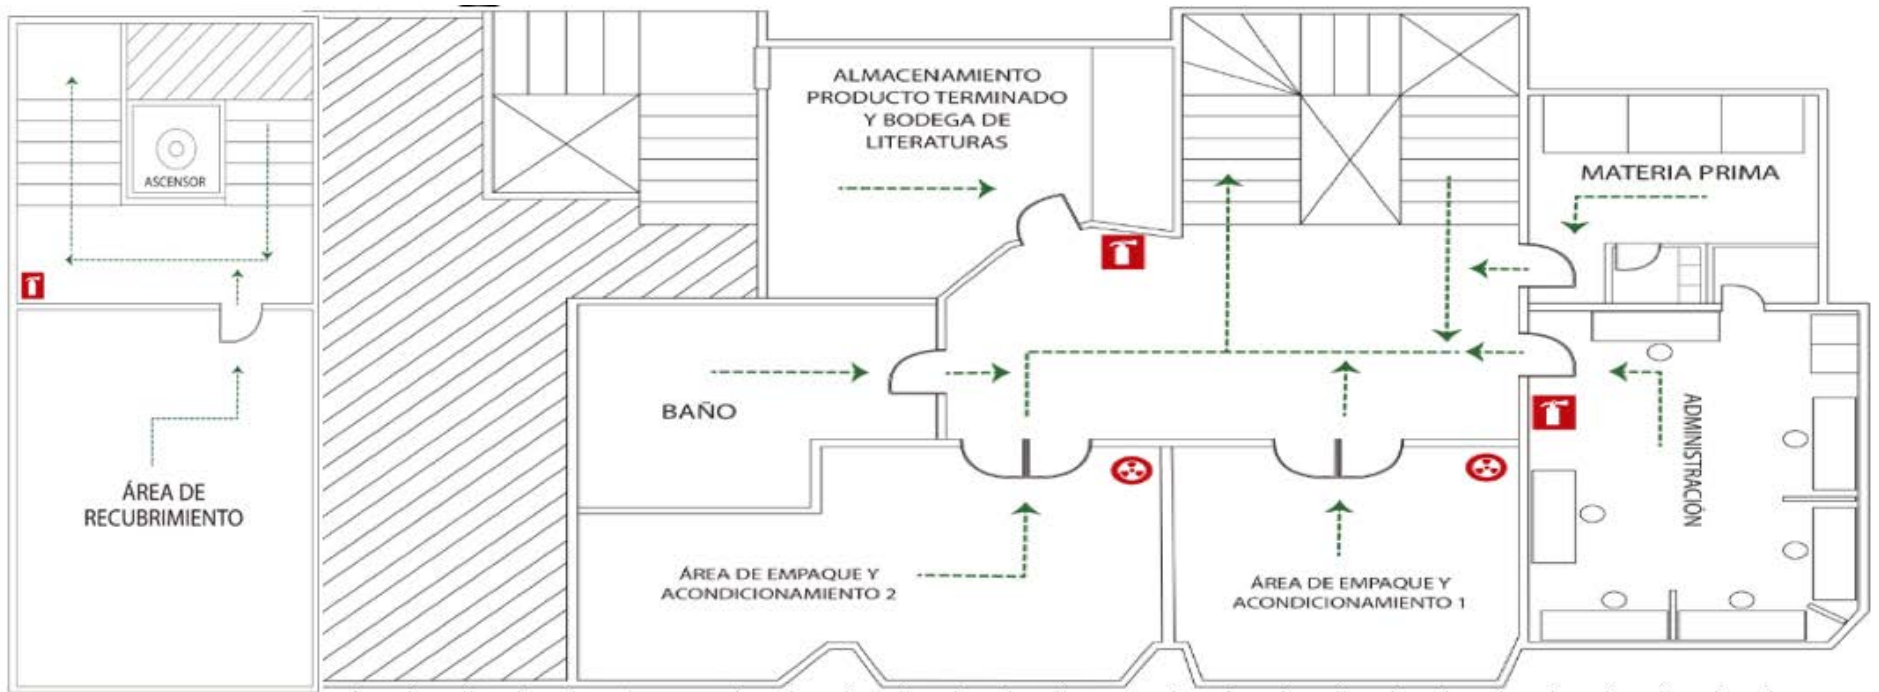 ASCENSOR
ÁREA DE
RECUBRIMIENTO
ALMACENAMIENTO
PRODUCTO TERMINADO
Y BODEGA DE
LITERATURAS
MATERIA PRIMA
BAÑO
ADMINISTRACIÓN
ÁREA DE EMPAQUE Y
ACONDICIONAMIENTO 2
ÁREA DE EMPAQUE Y
ACONDICIONAMIENTO 1